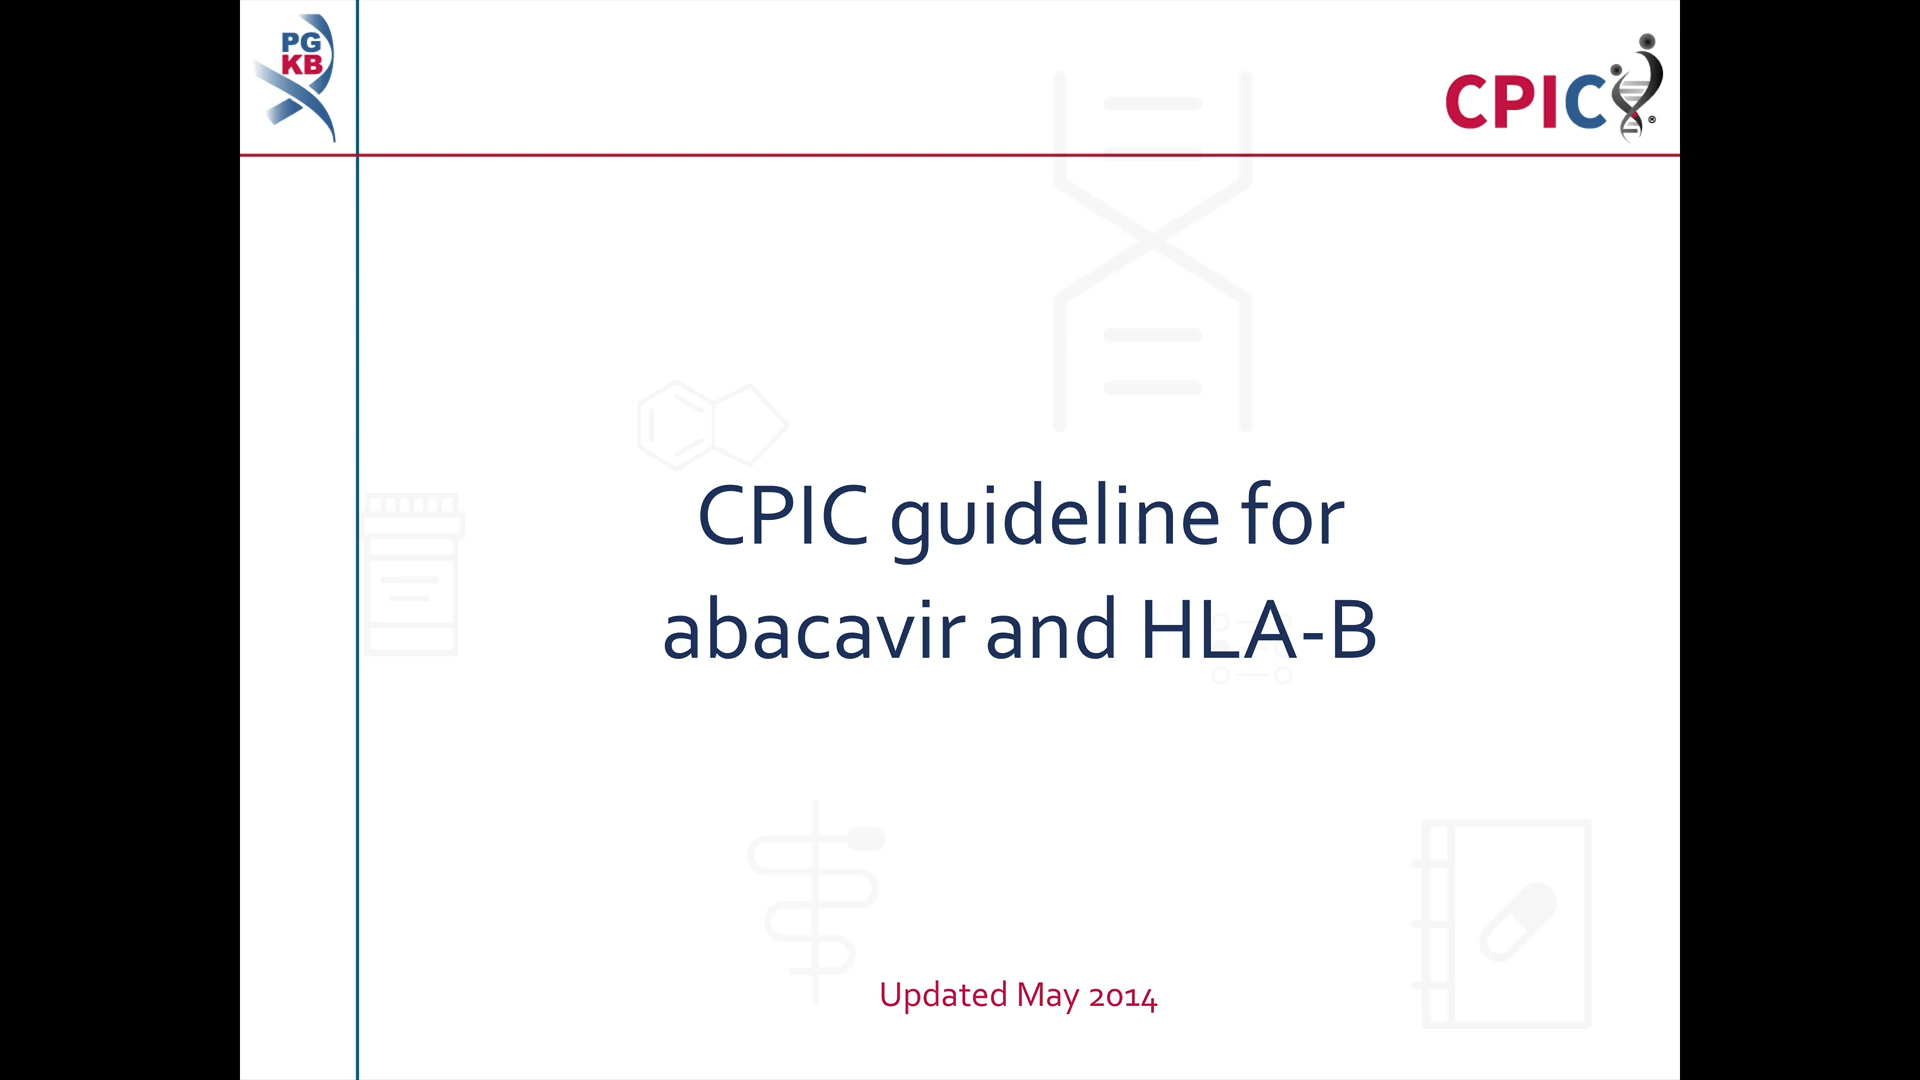 PG
KB
CPIC®
CPIC guideline for
abacavir and HLA-B
Updated May 2014